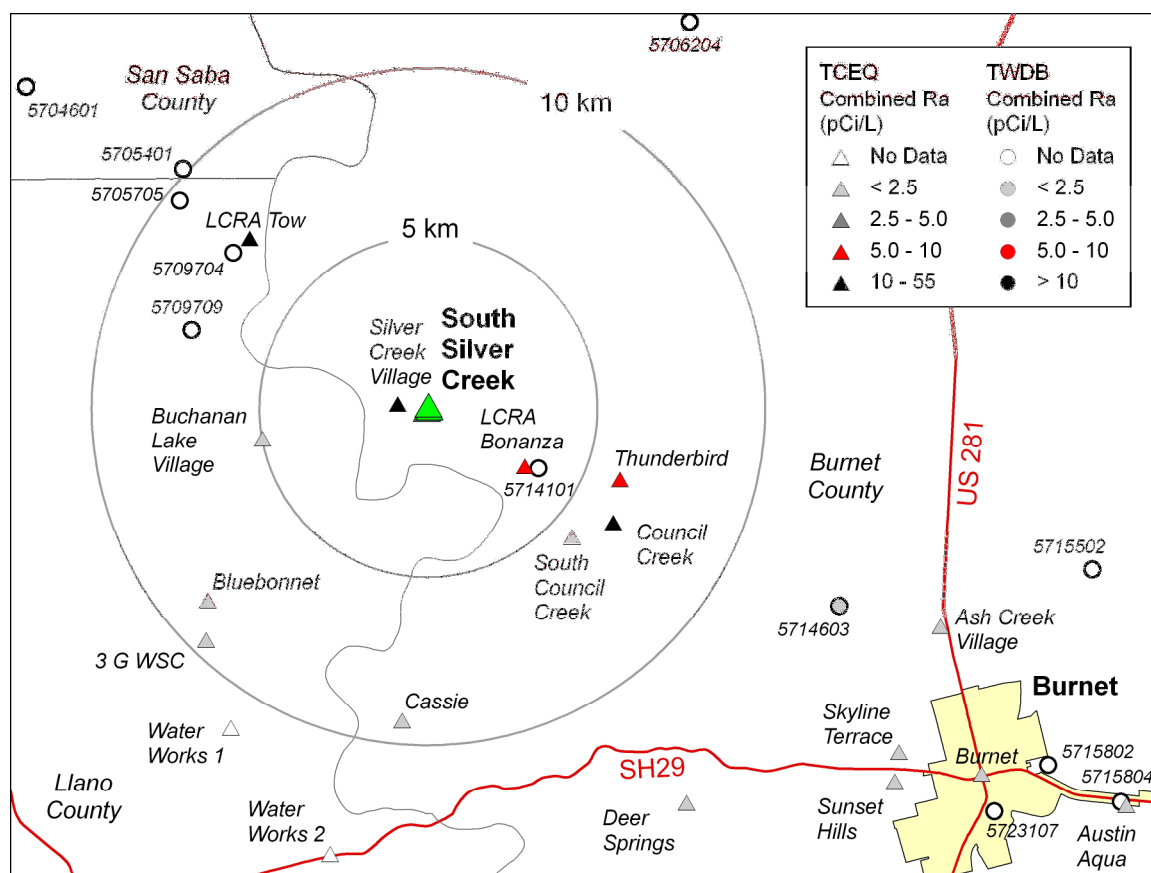 5706204
San Saba
County
10 km
5704601
5705401
5705705
LCRA Tow
5 km
5709704
5709709
Silver
Creek
Village
South
Silver
Creek
Buchanan
Lake
Village
LCRA
Bonanza
5714101
Thunderbird
Burnet
County
US 281
Council
Creek
South
Council
Creek
5715502
Bluebonnet
5714603
Ash Creek
Village
3 G WSC
Cassie
Burnet
Water
Works 1
Skyline
Terrace
Burnet
5715802
5715804
SH29
Llano
County
Water
Works 2
Deer
Springs
Sunset
Hills
5723107
Austin
Aqua
TCEQ
Combined Ra
(pCi/L)
No Data
< 2.5
2.5 - 5.0
5.0 - 10
10 - 55
TWDB
Combined Ra
(pCi/L)
No Data
< 2.5
2.5 - 5.0
5.0 - 10
> 10